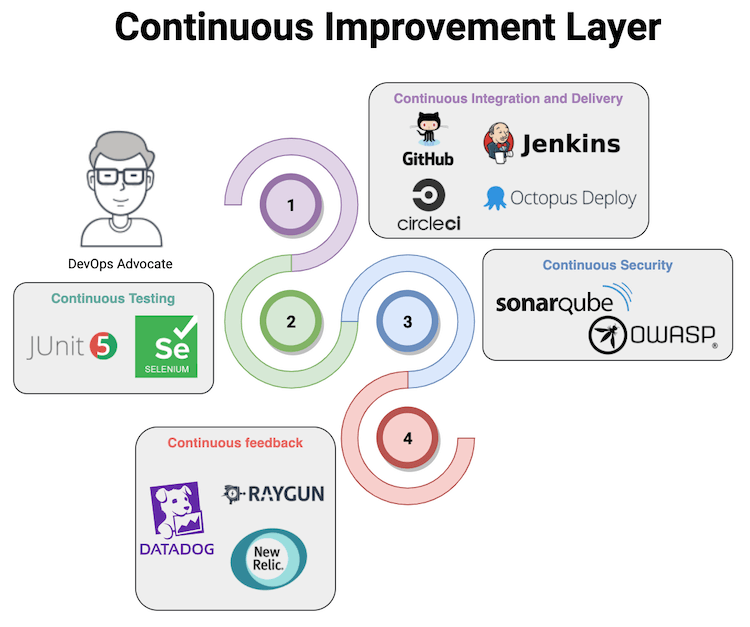 Continuous Improvement Layer
Continuous Integration and Delivery
GitHub
Jenkins
circleci
Octopus Deploy
1
DevOps Advocate
Continuous Testing
JUnit 5
Se
SELENIUM
2
3
Continuous Security
sonarqube
OWASP®
4
Continuous feedback
DATADOG
RAYGUN
New
Relic.